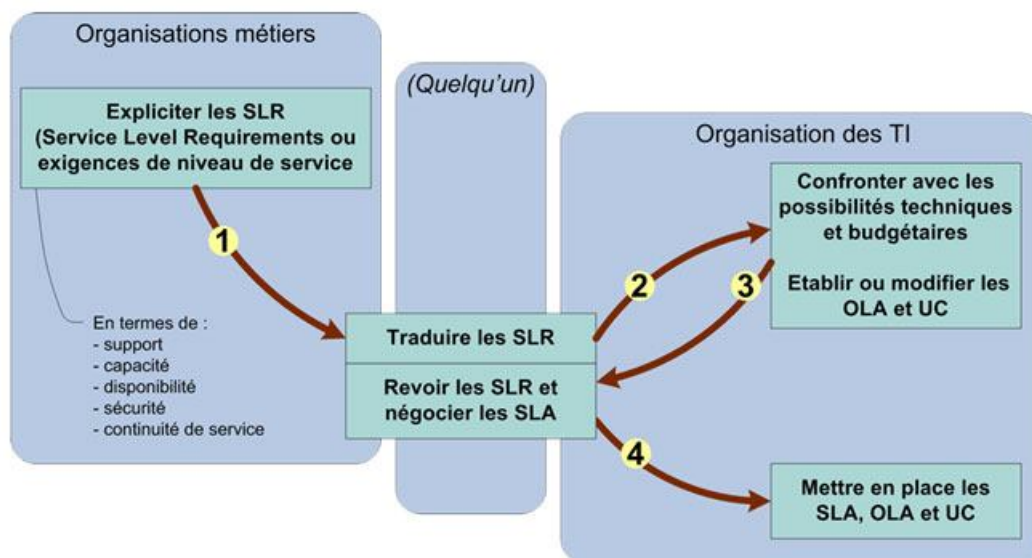 Organisations métiers
Expliciter les SLR
(Service Level Requirements ou
exigences de niveau de service
1
En termes de :
- support
- capacité
- disponibilité
- sécurité
- continuité de service
(Quelqu'un)
Traduire les SLR
Revoir les SLR et
négocier les SLA
Organisation des TI
2
Confronter avec les
possibilités techniques
et budgétaires
Etablir ou modifier les
OLA et UC
3
4
Mettre en place les
SLA, OLA et UC